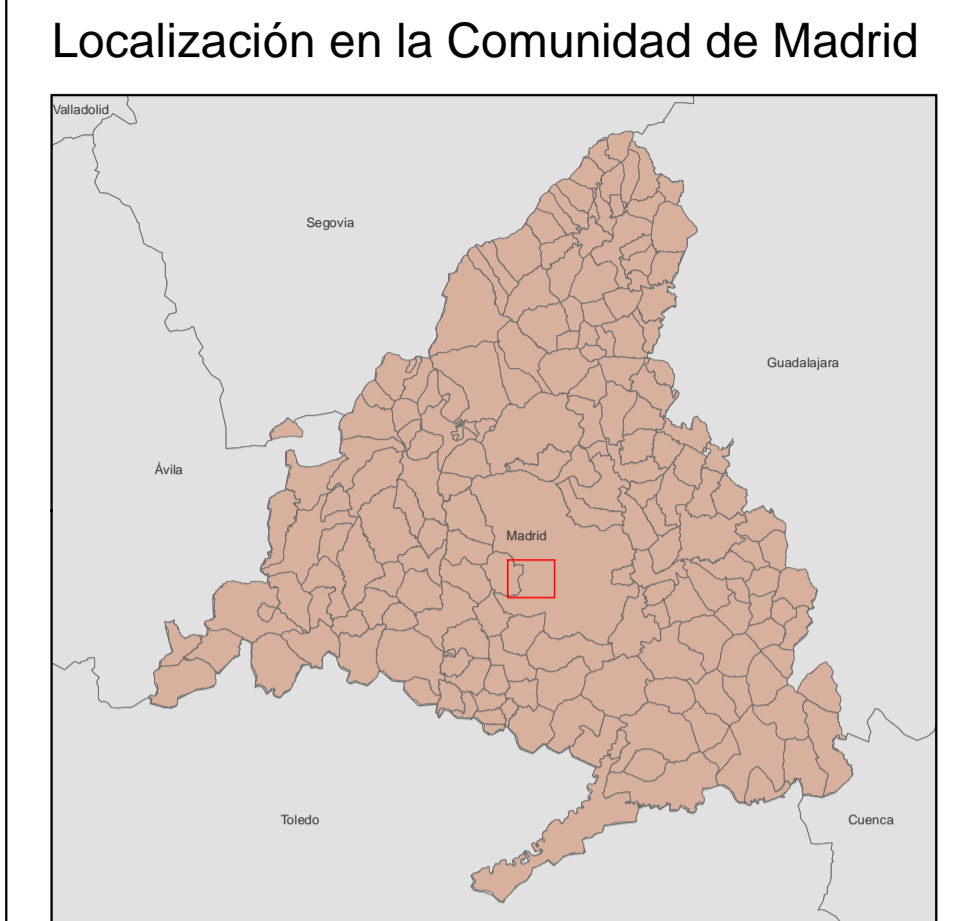 Localización en la Comunidad de Madrid
Valladolid
Segovia
Guadalajara
Ávila
Madrid
Toledo
Cuenca